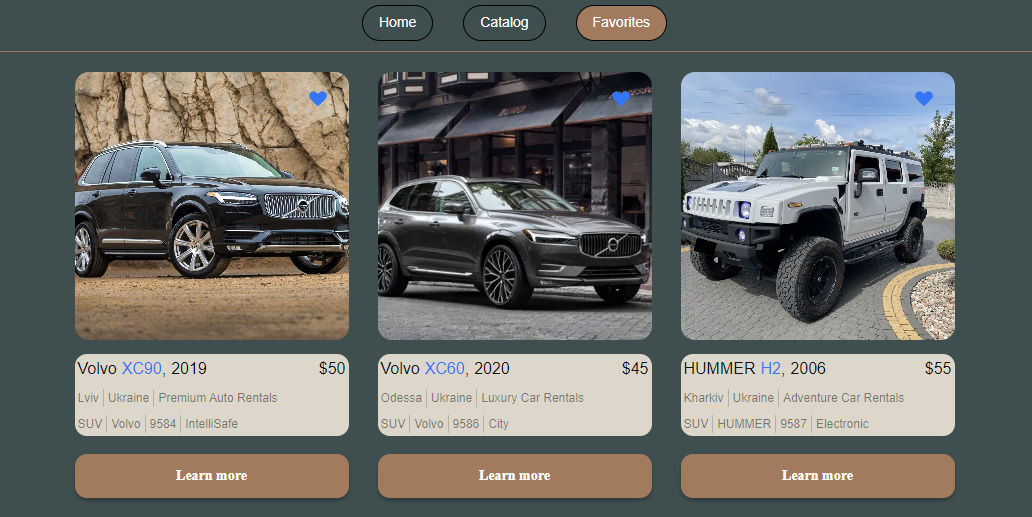 Home Catalog Favorites
Volvo XC90, 2019 $50
Lviv Ukraine Premium Auto Rentals
SUV Volvo 9584 IntelliSafe
Learn more
Volvo XC60, 2020 $45
Odessa Ukraine Luxury Car Rentals
SUV Volvo 9586 City
Learn more
HUMMER H2, 2006 $55
Kharkiv Ukraine Adventure Car Rentals
SUV HUMMER 9587 Electronic
Learn more